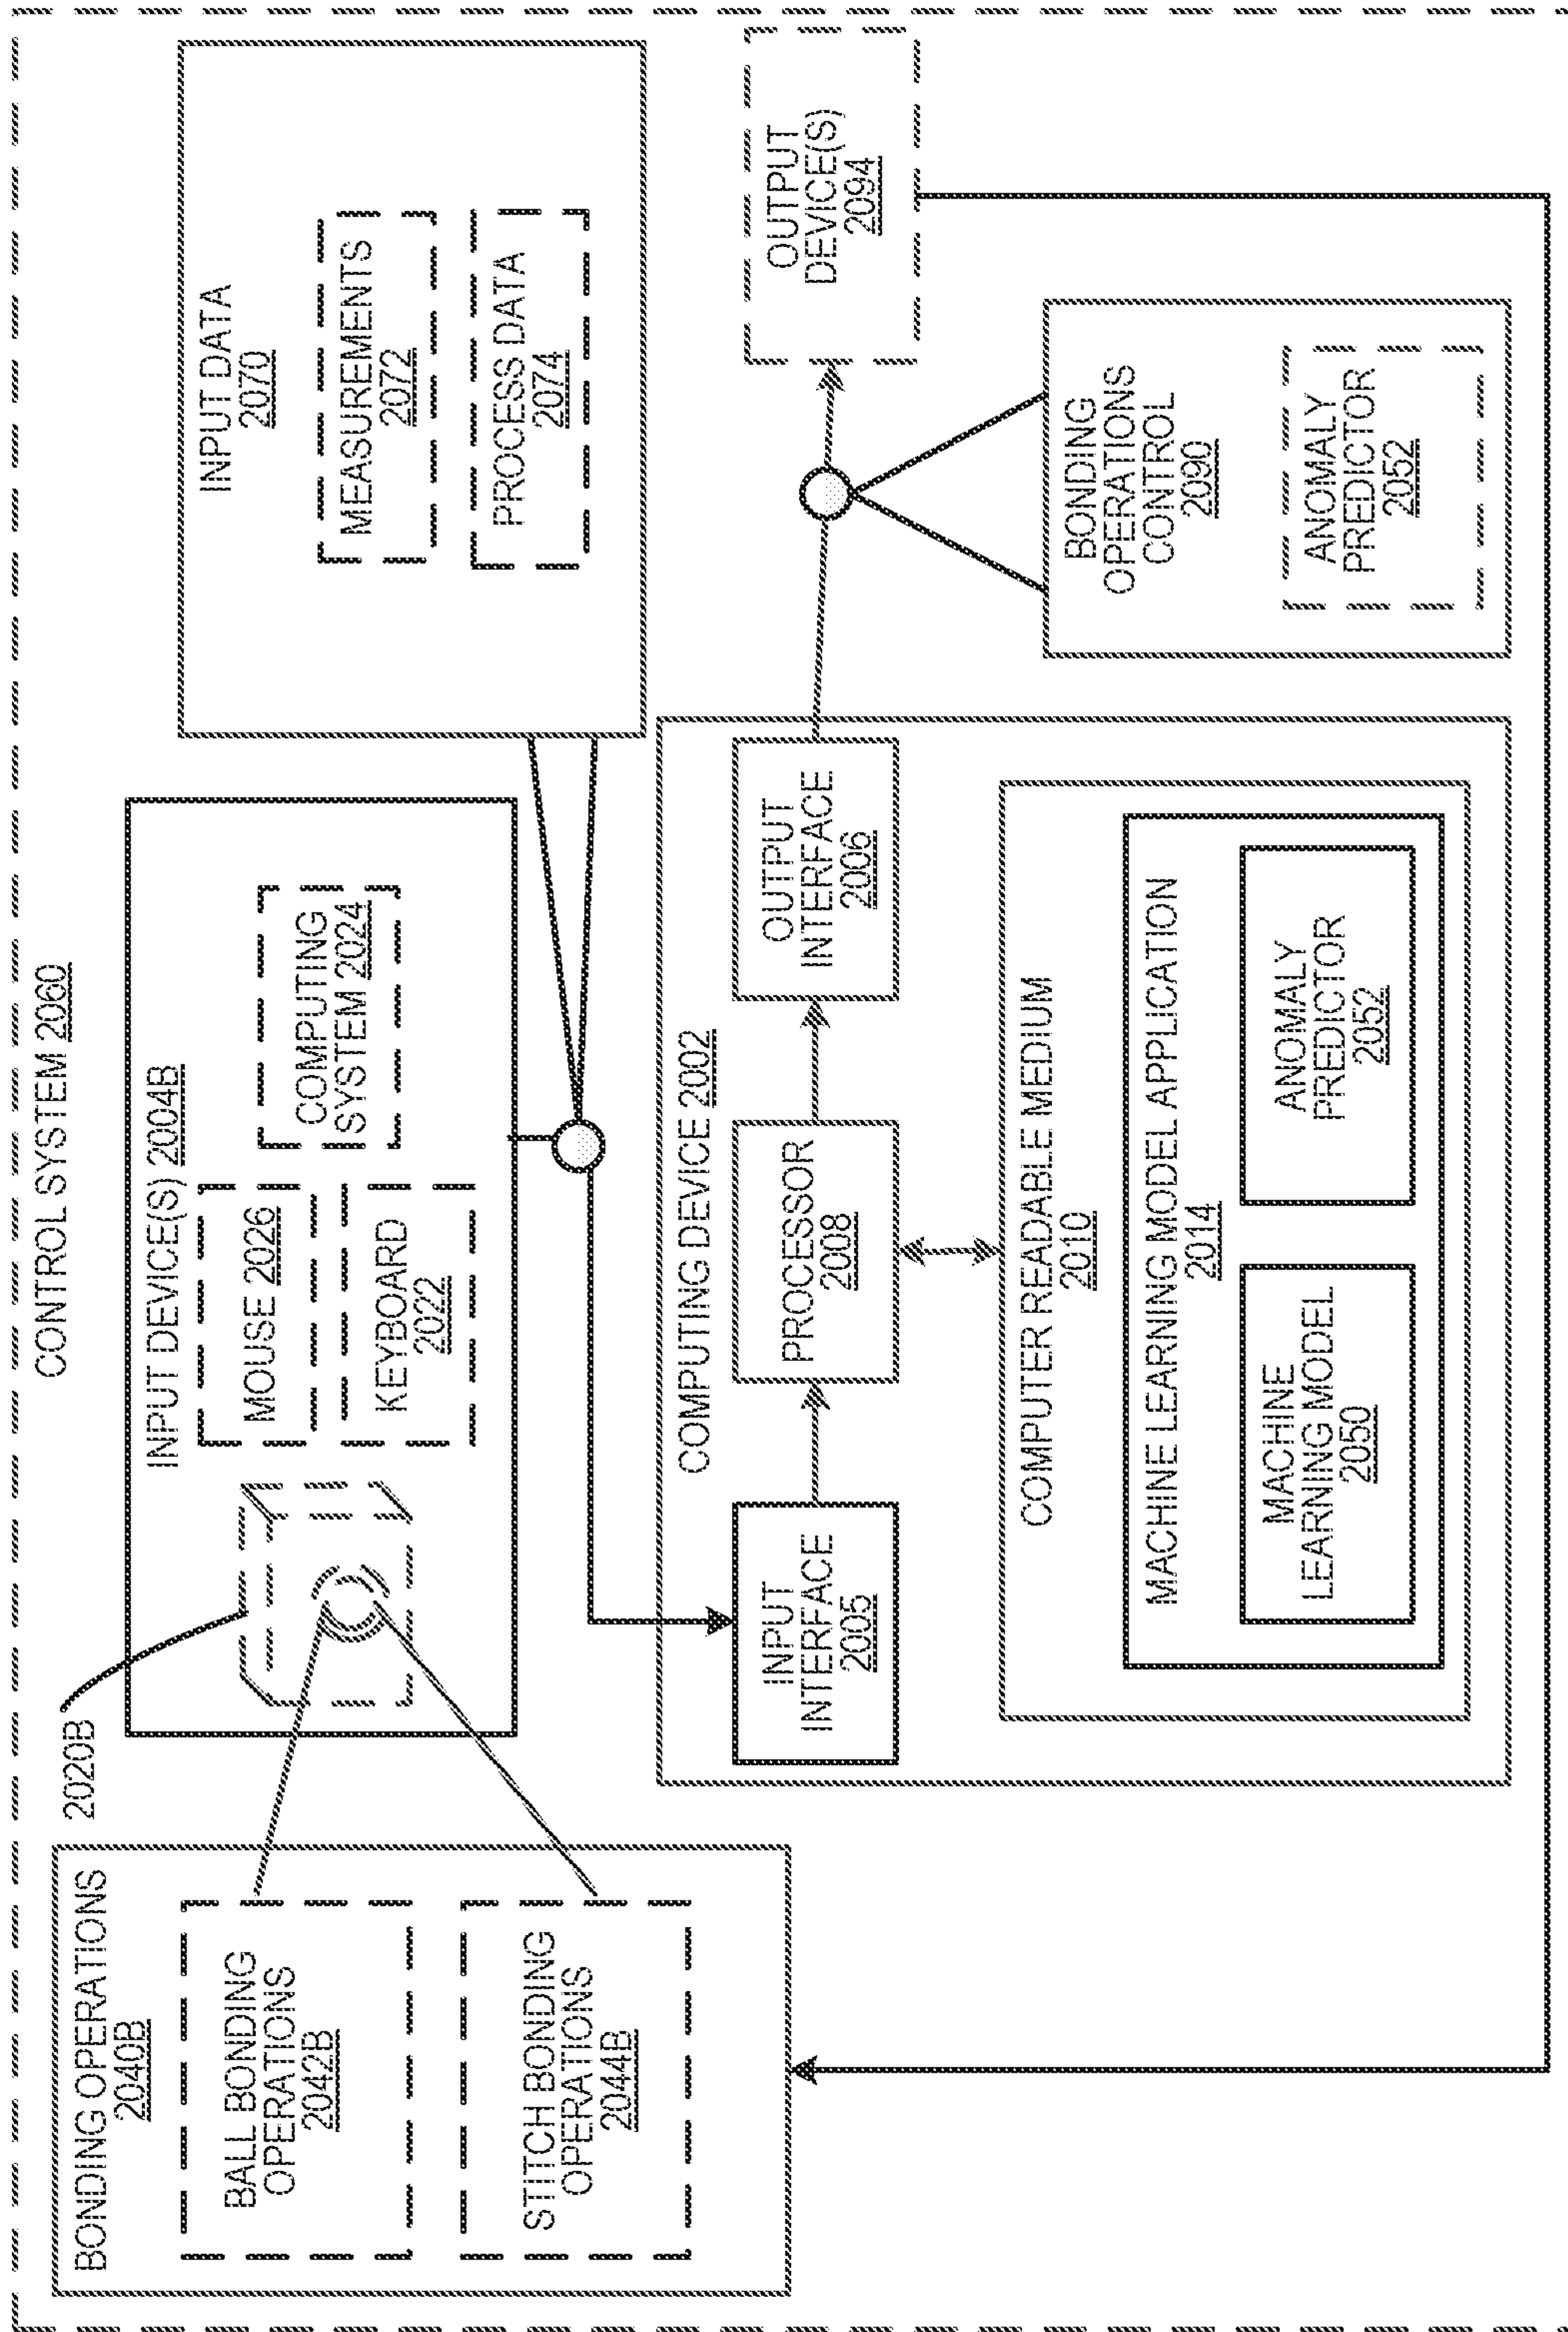 CONTROL SYSTEM 2060
BONDING OPERATIONS
2040B
BALL BONDING
OPERATIONS
2042B
STITCH BONDING
OPERATIONS
2044B
2020B
INPUT DEVICE(S) 2004B
MOUSE 2026
KEYBOARD
2022
COMPUTING
SYSTEM 2024
INPUT DATA
2070
MEASUREMENTS
2072
PROCESS DATA
2074
COMPUTING DEVICE 2002
INPUT
INTERFACE
2005
PROCESSOR
2008
OUTPUT
INTERFACE
2006
COMPUTER READABLE MEDIUM
2010
MACHINE LEARNING MODEL APPLICATION
2014
MACHINE
LEARNING MODEL
2050
ANOMALY
PREDICTOR
2052
OUTPUT
DEVICE(S)
2094
BONDING
OPERATIONS
CONTROL
2090
ANOMALY
PREDICTOR
2052